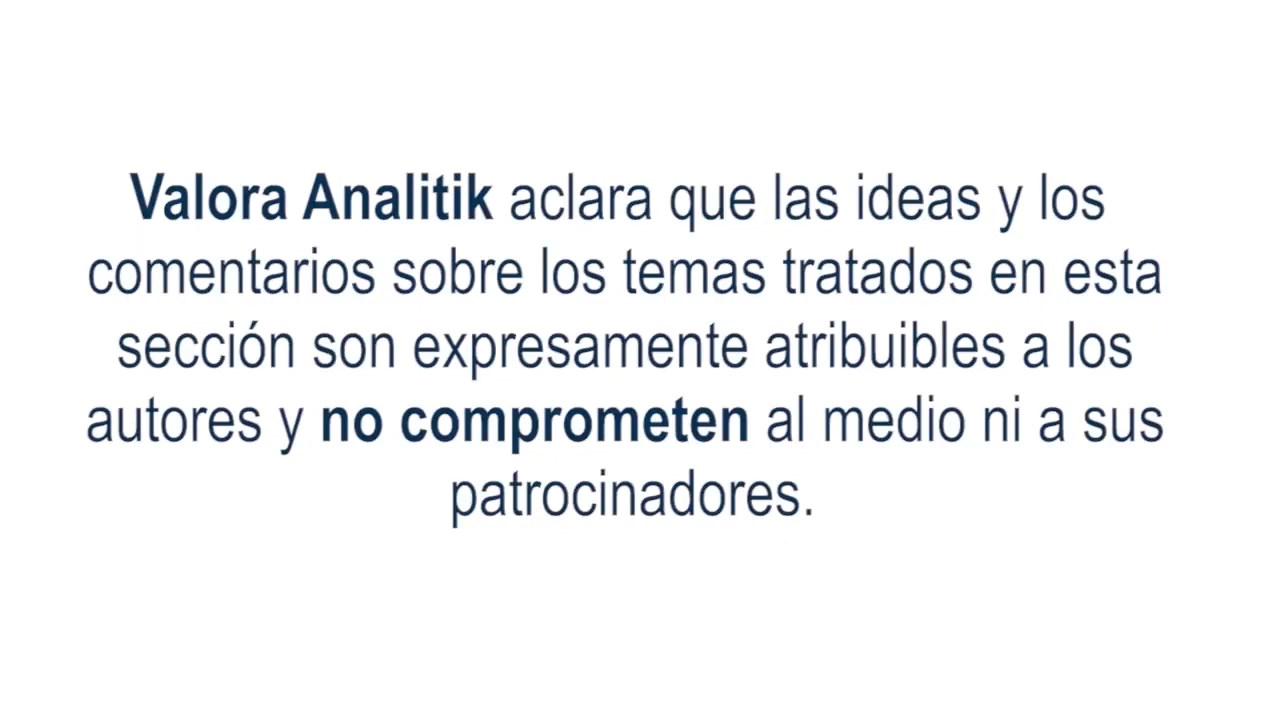 Valora Analitik aclara que las ideas y los
comentarios sobre los temas tratados en esta
sección son expresamente atribuibles a los
autores y no comprometen al medio ni a sus
patrocinadores.